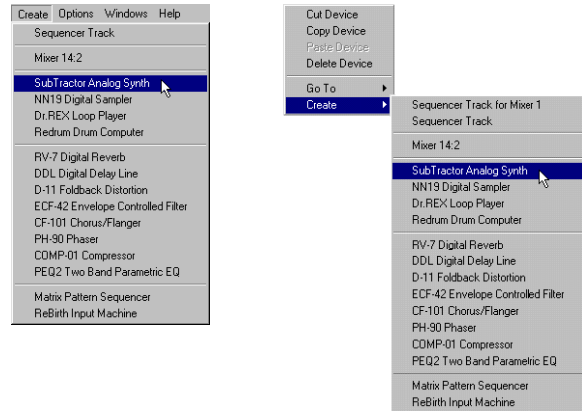 Create Options Windows Help
Sequencer Track
Mixer 14:2
SubTractor Analog Synth
NN19 Digital Sampler
Dr.REX Loop Player
Redrum Drum Computer
RV-7 Digital Reverb
DDL Digital Delay Line
D-11 Foldback Distortion
ECF-42 Envelope Controlled Filter
CF-101 Chorus/Flanger
PH-90 Phaser
COMP-01 Compressor
PEQ2 Two Band Parametric EQ
Matrix Pattern Sequencer
ReBirth Input Machine
Cut Device
Copy Device
Paste Device
Delete Device
Go To
Create
Sequencer Track for Mixer 1
Sequencer Track
Mixer 14:2
SubTractor Analog Synth
NN19 Digital Sampler
Dr.REX Loop Player
Redrum Drum Computer
RV-7 Digital Reverb
DDL Digital Delay Line
D-11 Foldback Distortion
ECF-42 Envelope Controlled Filter
CF-101 Chorus/Flanger
PH-90 Phaser
COMP-01 Compressor
PEQ2 Two Band Parametric EQ
Matrix Pattern Sequencer
ReBirth Input Machine